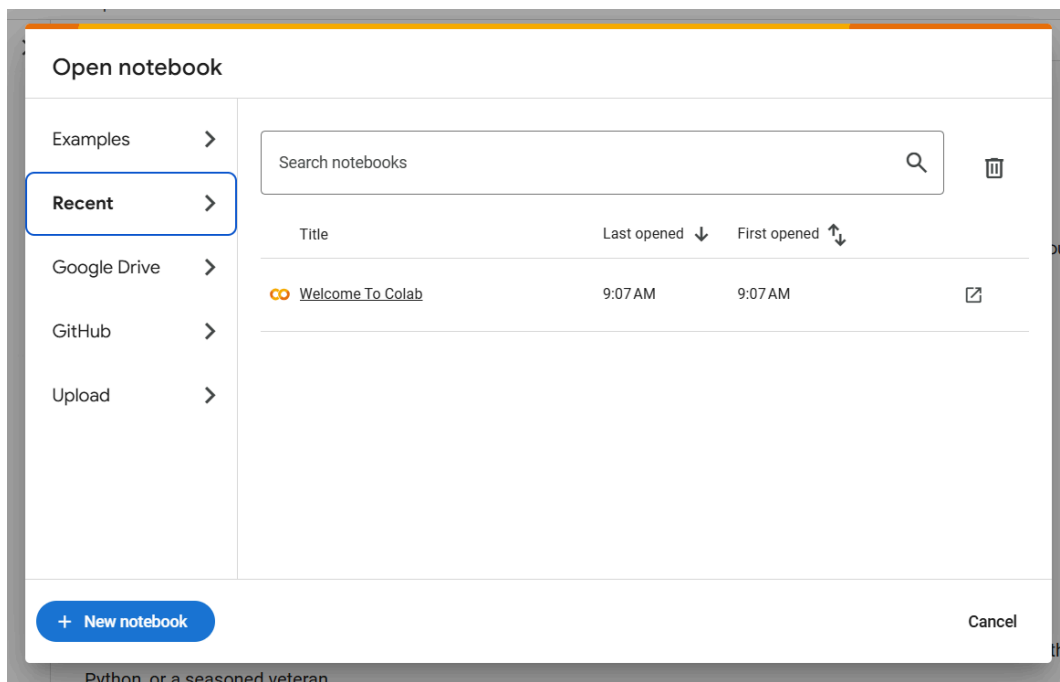 Open notebook
Examples
Recent
Google Drive
GitHub
Upload
Search notebooks
Title Last opened First opened
Welcome To Colab 9:07 AM 9:07 AM
+ New notebook
Cancel
Python, or a seasoned veteran